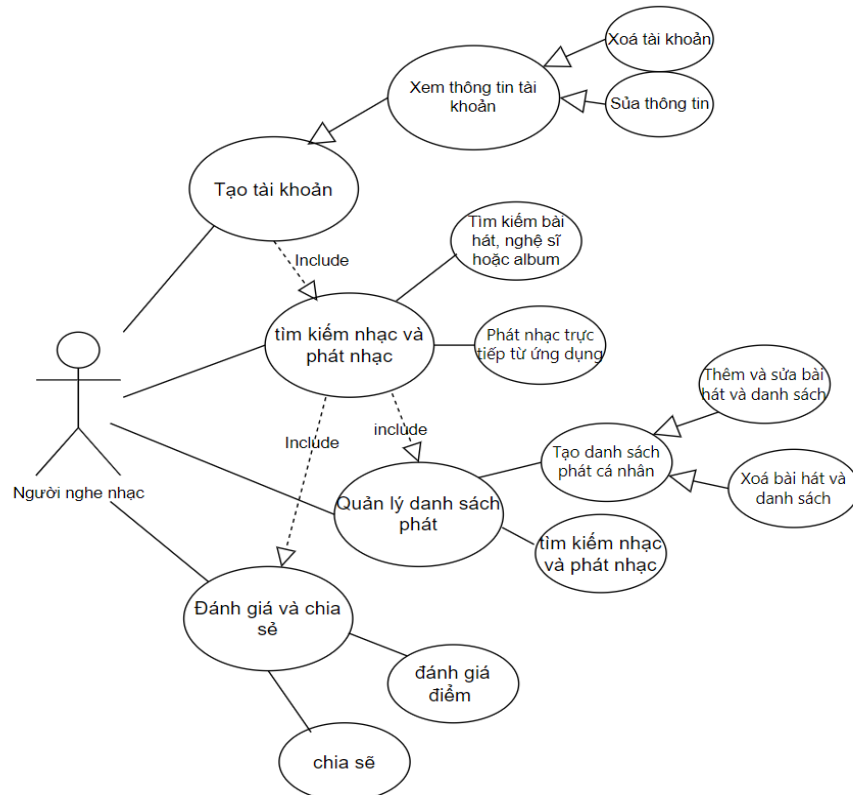 Xoá tài khoản
Xem thông tin tài
khoản
Sủa thông tin
Tạo tài khoản
Tìm kiếm bài
hát, nghệ sĩ
hoặc album
Include
tìm kiếm nhạc và
phát nhạc
Phát nhạc trực
tiếp từ ứng dụng
Thêm và sửa bài
hát và danh sách
Include
include
Tạo danh sách
phát cá nhân
Xoá bài hát và
danh sách
Người nghe nhạc
Quản lý danh sách
phát
tìm kiếm nhạc
và phát nhạc
Đánh giá và chia
sẻ
đánh giá
điểm
chia sẽ